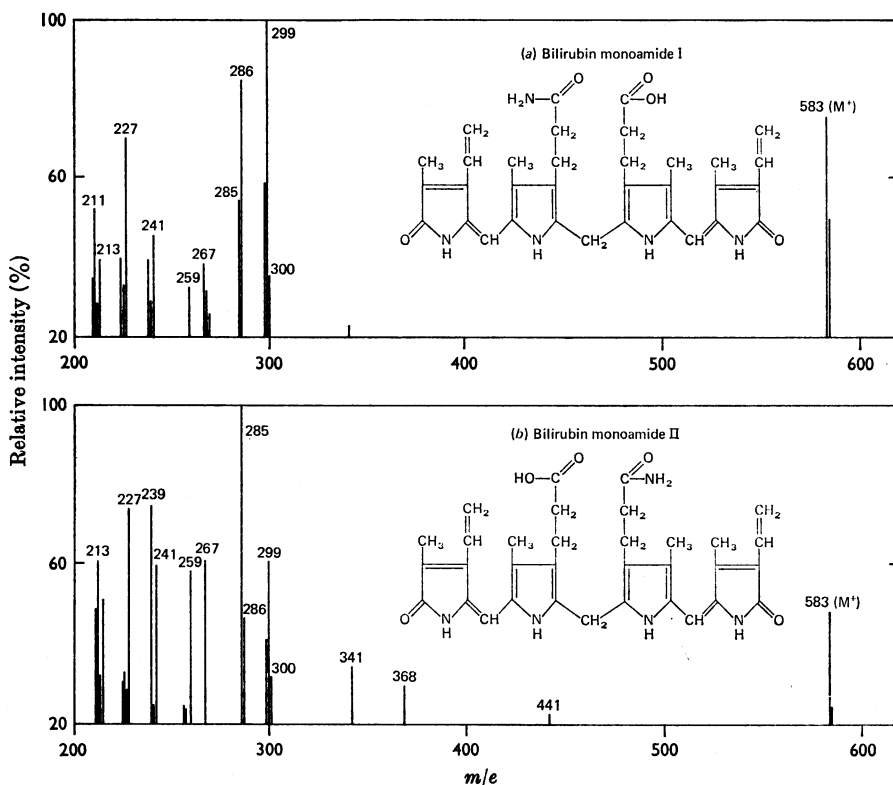 Relative intensity (%)
100
60
20
200
300
400
500
600
(a) Bilirubin monoamide I
211
213
227
241
259
267
285
286
299
300
583 (M⁺)
O
H₂N—C
O
C—OH
CH₂
CH₂
CH₂
CH₂
CH₂
CH₂
CH₃
CH
CH₃
CH₃
CH₃
CH
O
N
H
CH
N
H
CH₂
N
H
CH
N
H
O
100
60
20
200
300
400
500
600
(b) Bilirubin monoamide II
213
227
239
241
259
267
285
286
299
300
341
368
441
583 (M⁺)
O
HO—C
O
C—NH₂
CH₂
CH₂
CH₂
CH₂
CH₂
CH₂
CH₃
CH
CH₃
CH₃
CH₃
CH
O
N
H
CH
N
H
CH₂
N
H
CH
N
H
O
m/e